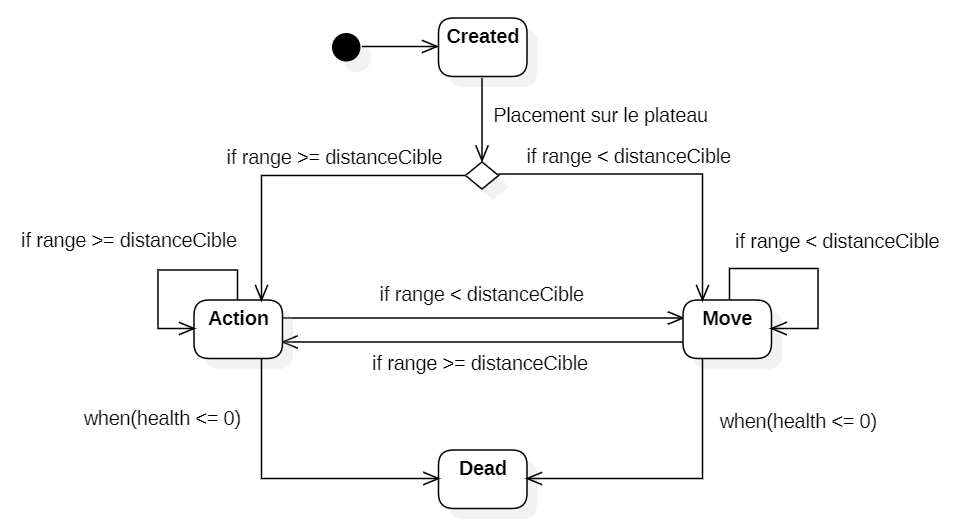 Created
Placement sur le plateau
if range >= distanceCible
if range < distanceCible
if range >= distanceCible
if range < distanceCible
if range < distanceCible
Action
Move
if range >= distanceCible
when(health <= 0)
when(health <= 0)
Dead